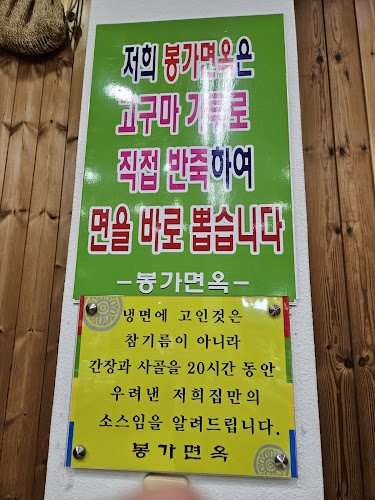 저희 봉가면옥은
고구마 가루로
직접 반죽하여
면을 바로 뽑습니다
-봉가면옥-
냉면에 고인것은
참기름이 아니라
간장과 사골을 20시간 동안
우려낸 저희집만의
소스임을 알려드립니다.
봉가면옥